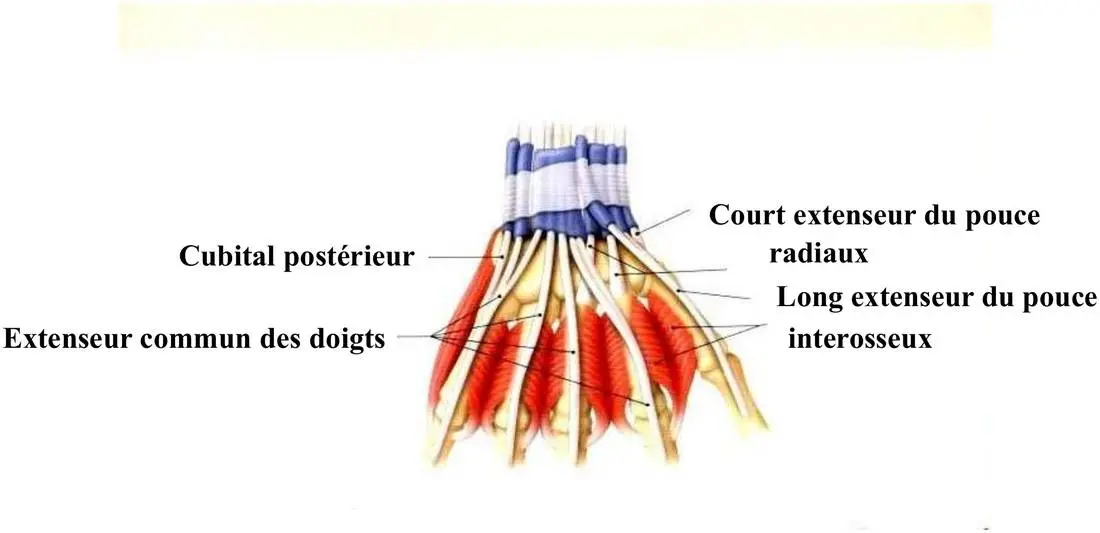 Court extenseur du pouce
Cubital postérieur
radiaux
Long extenseur du pouce
Extenseur commun des doigts
interosseux